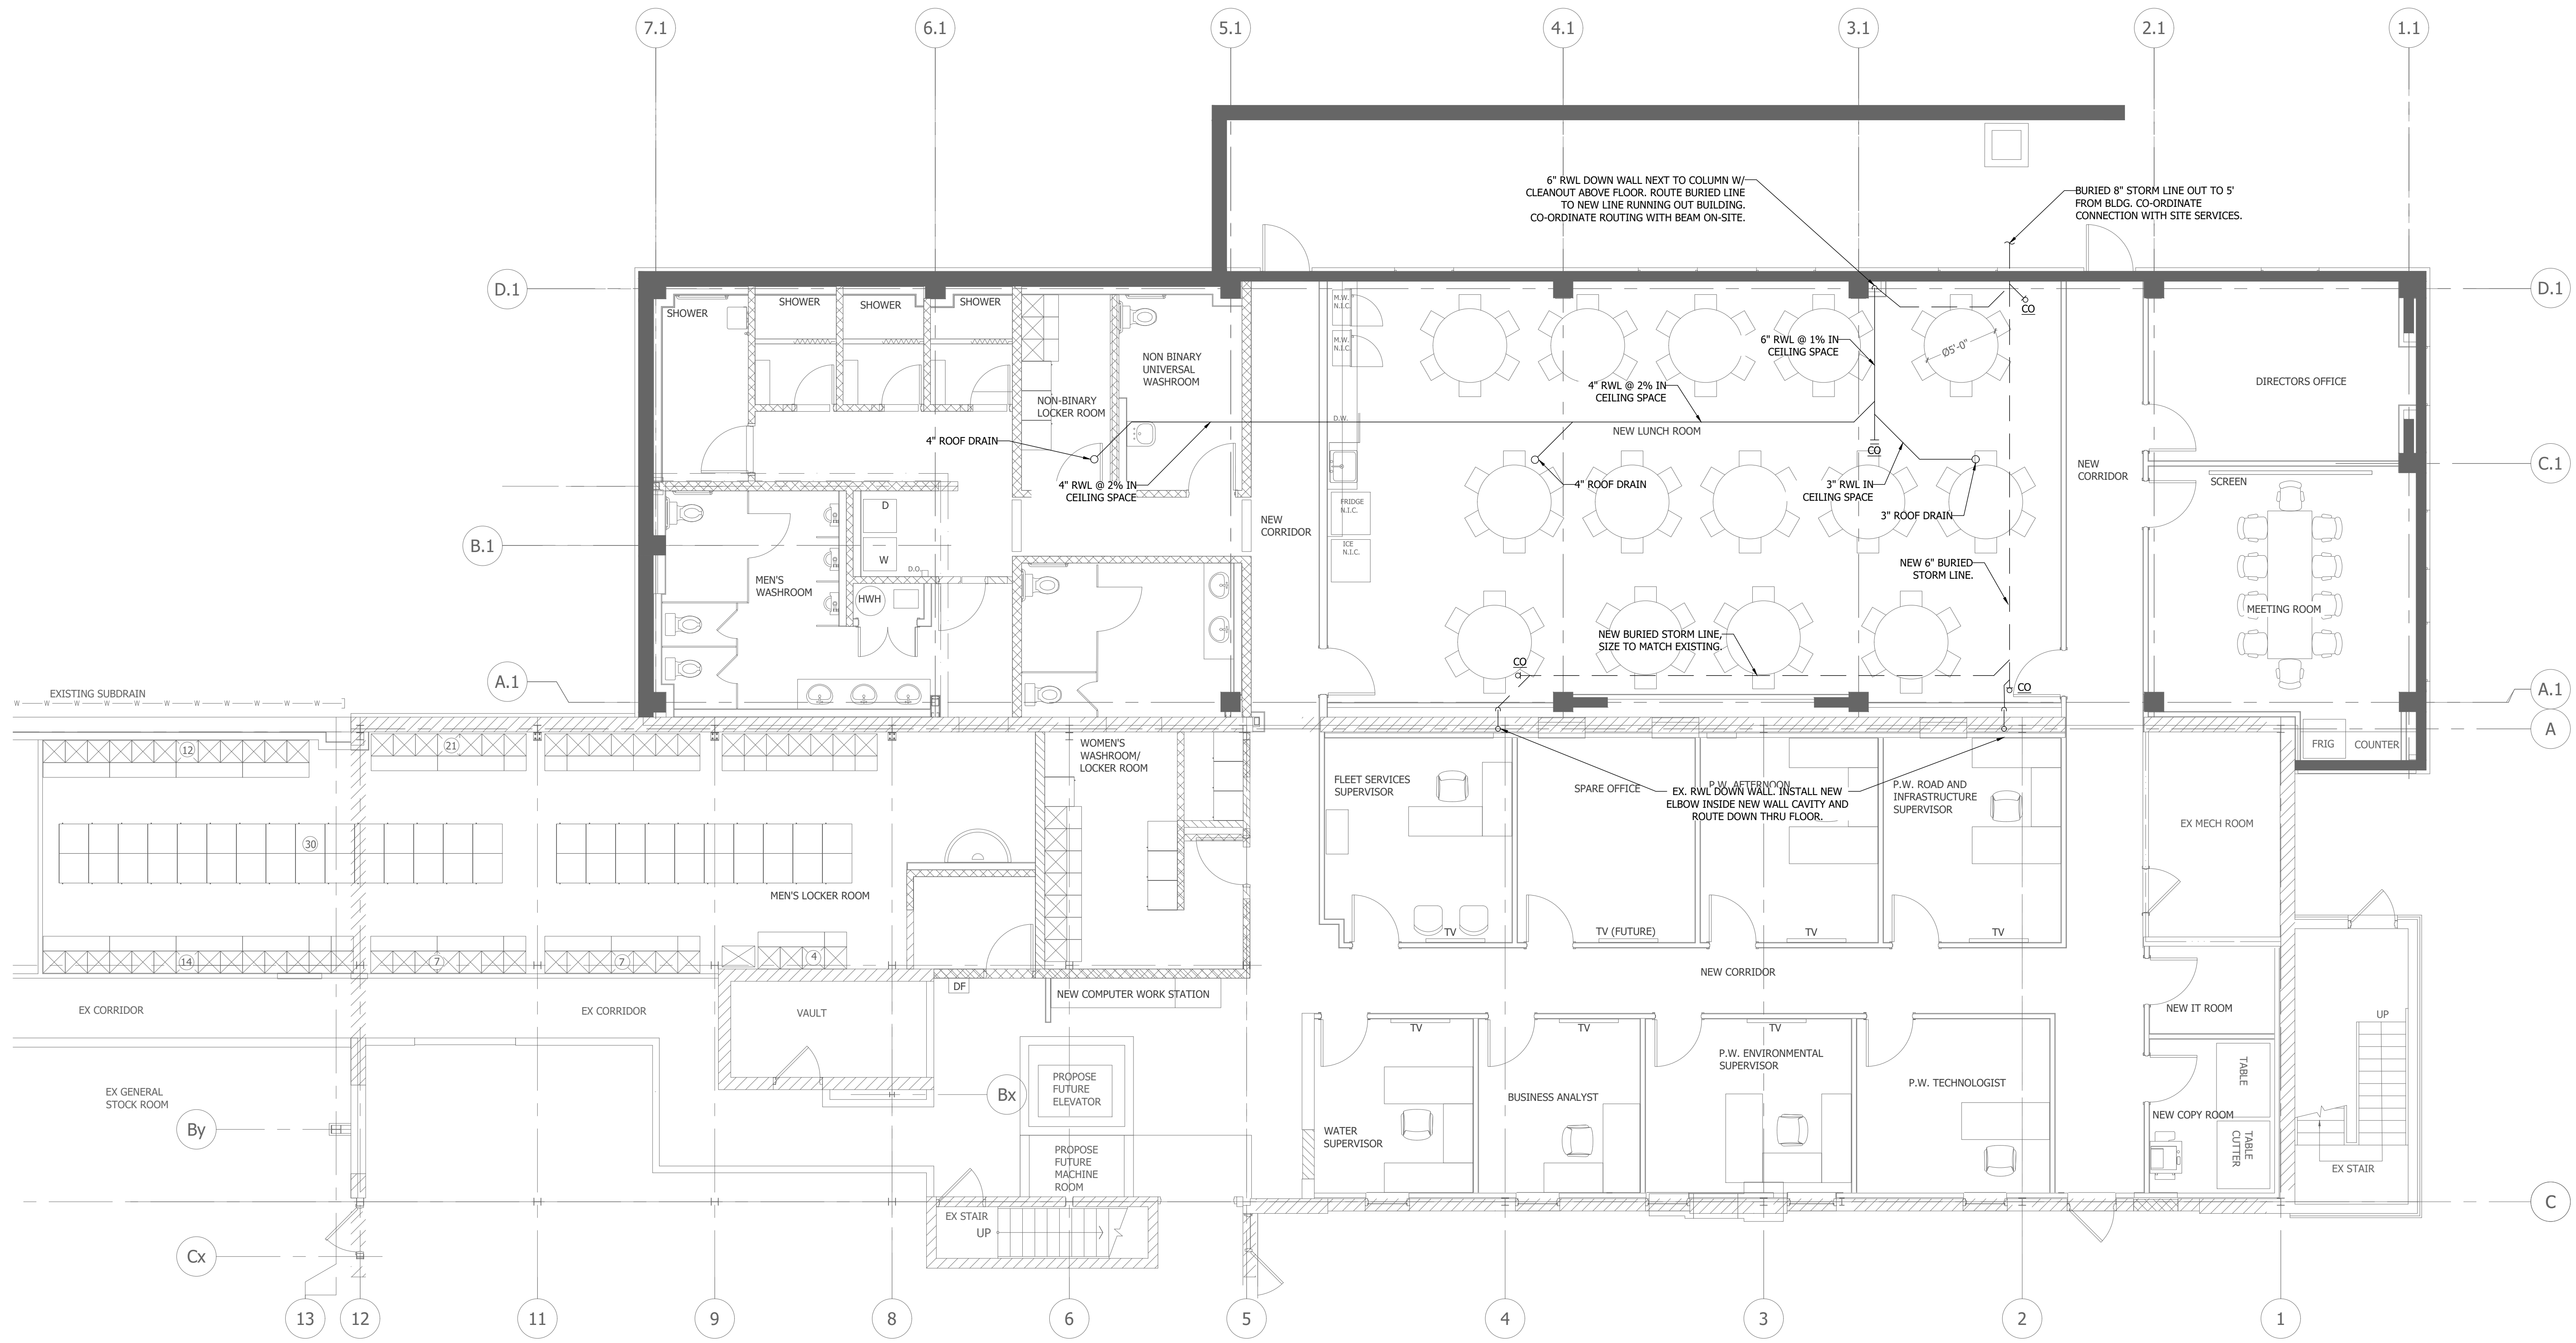 7.1
6.1
5.1
4.1
3.1
2.1
1.1
6" RWL DOWN WALL NEXT TO COLUMN W/
CLEANOUT ABOVE FLOOR. ROUTE BURIED LINE
TO NEW LINE RUNNING OUT BUILDING.
CO-ORDINATE ROUTING WITH BEAM ON-SITE.
BURIED 8" STORM LINE OUT TO 5'
FROM BLDG. CO-ORDINATE
CONNECTION WITH SITE SERVICES.
D.1
D.1
SHOWER
SHOWER
SHOWER
SHOWER
M.W.
N.I.C.
M.W.
N.I.C.
CO
NON BINARY
UNIVERSAL
WASHROOM
6" RWL @ 1% IN
CEILING SPACE
Ø5'-0"
4" RWL @ 2% IN
CEILING SPACE
DIRECTORS OFFICE
NON-BINARY
LOCKER ROOM
D.W.
4" ROOF DRAIN
NEW LUNCH ROOM
CO
C.1
NEW
CORRIDOR
4" RWL @ 2% IN
CEILING SPACE
4" ROOF DRAIN
3" RWL IN
CEILING SPACE
SCREEN
3" ROOF DRAIN
D
FRIDGE
N.I.C.
NEW
CORRIDOR
B.1
ICE
N.I.C.
W
D.O.
MEN'S
WASHROOM
NEW 6" BURIED
STORM LINE.
HWH
MEETING ROOM
NEW BURIED STORM LINE,
SIZE TO MATCH EXISTING.
CO
CO
A.1
A.1
EXISTING SUBDRAIN
W W W W W W W W W W W
A
12
21
WOMEN'S
WASHROOM/
LOCKER ROOM
FRIG
COUNTER
FLEET SERVICES
SUPERVISOR
SPARE OFFICE
P.W. AFTERNOON
P.W. ROAD AND
INFRASTRUCTURE
SUPERVISOR
EX. RWL DOWN WALL. INSTALL NEW
ELBOW INSIDE NEW WALL CAVITY AND
ROUTE DOWN THRU FLOOR.
EX MECH ROOM
30
MEN'S LOCKER ROOM
TV
TV (FUTURE)
TV
TV
14
7
7
4
NEW CORRIDOR
DF
NEW COMPUTER WORK STATION
EX CORRIDOR
EX CORRIDOR
VAULT
NEW IT ROOM
UP
TV
TV
TV
P.W. ENVIRONMENTAL
SUPERVISOR
TABLE
PROPOSE
FUTURE
ELEVATOR
P.W. TECHNOLOGIST
EX GENERAL
STOCK ROOM
Bx
BUSINESS ANALYST
NEW COPY ROOM
By
WATER
SUPERVISOR
TABLE
CUTTER
PROPOSE
FUTURE
MACHINE
ROOM
EX STAIR
C
EX STAIR
UP
Cx
13
12
11
9
8
6
5
4
3
2
1